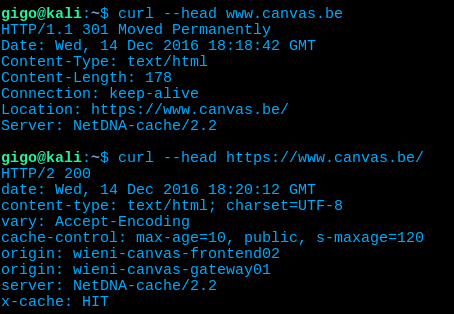 gigo@kali:~$ curl --head www.canvas.be
HTTP/1.1 301 Moved Permanently
Date: Wed, 14 Dec 2016 18:18:42 GMT
Content-Type: text/html
Content-Length: 178
Connection: keep-alive
Location: https://www.canvas.be/
Server: NetDNA-cache/2.2

gigo@kali:~$ curl --head https://www.canvas.be/
HTTP/2 200
date: Wed, 14 Dec 2016 18:20:12 GMT
content-type: text/html; charset=UTF-8
vary: Accept-Encoding
cache-control: max-age=10, public, s-maxage=120
origin: wieni-canvas-frontend02
origin: wieni-canvas-gateway01
server: NetDNA-cache/2.2
x-cache: HIT